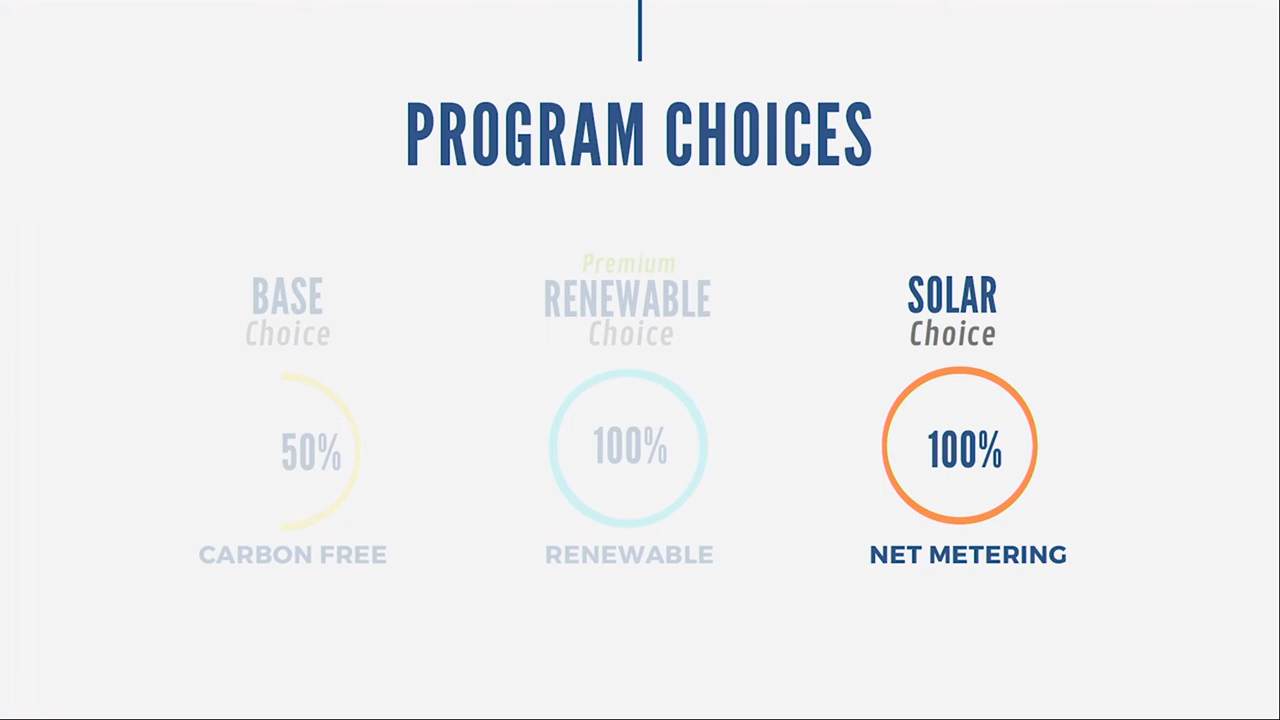 PROGRAM CHOICES
BASE
Choice
50%
CARBON FREE
Premium
RENEWABLE
Choice
100%
RENEWABLE
SOLAR
Choice
100%
NET METERING